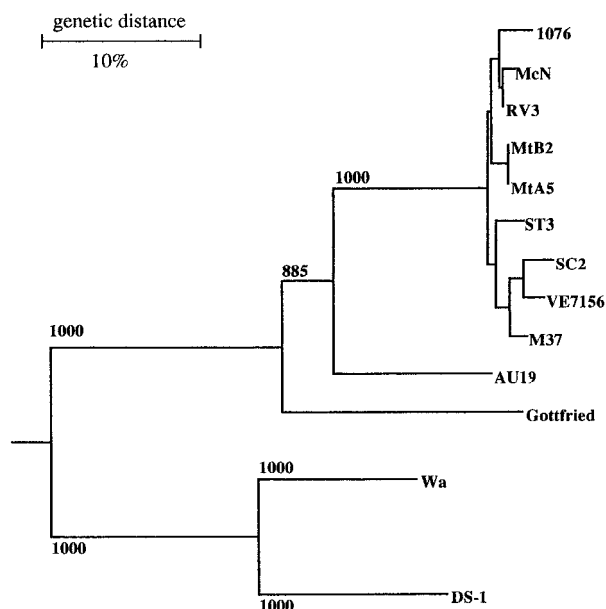 genetic distance
10%
1076
McN
RV3
MtB2
1000
MtA5
ST3
885
SC2
VE7156
1000
M37
AU19
Gottfried
1000
Wa
1000
DS-1
1000